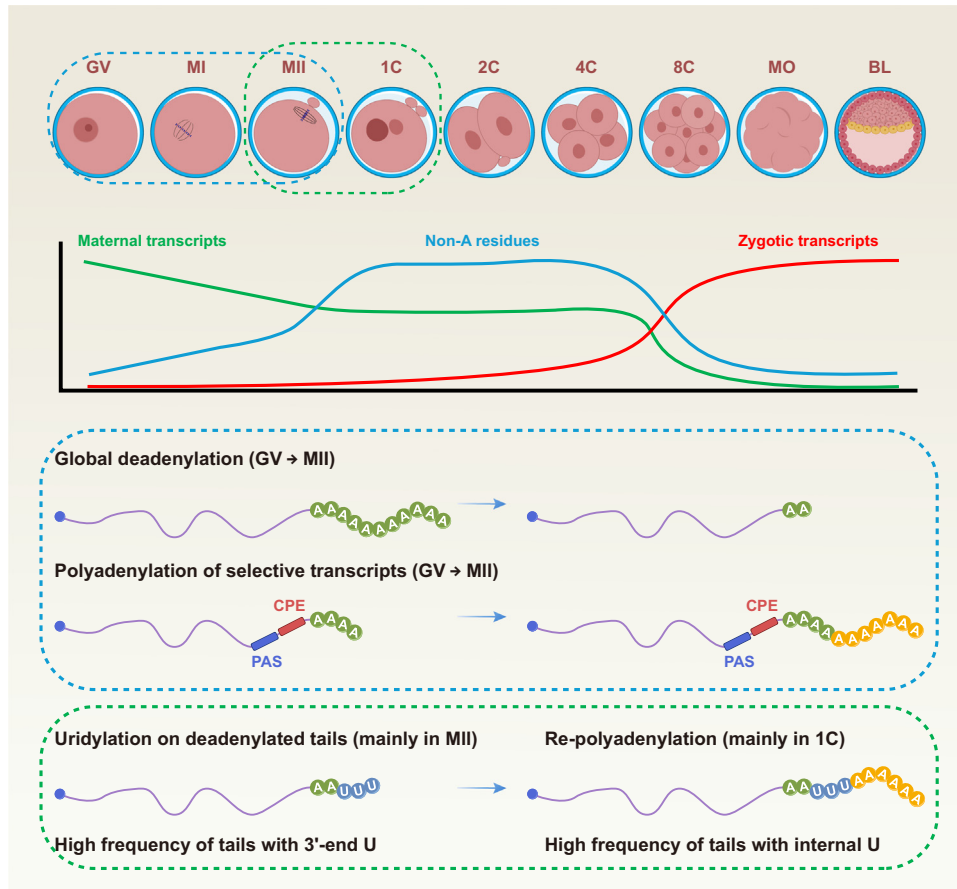 GV MI MII 1C 2C 4C 8C MO BL
Maternal transcripts Non-A residues Zygotic transcripts
Global deadenylation (GV → MII)
AAAAAAAAAAA AA
Polyadenylation of selective transcripts (GV → MII)
CPE CPE
AAAA AAAAAAAAAAA
PAS PAS
Uridylation on deadenylated tails (mainly in MII) Re-polyadenylation (mainly in 1C)
AAUUU AAUUUAAAAAAA
High frequency of tails with 3'-end U High frequency of tails with internal U